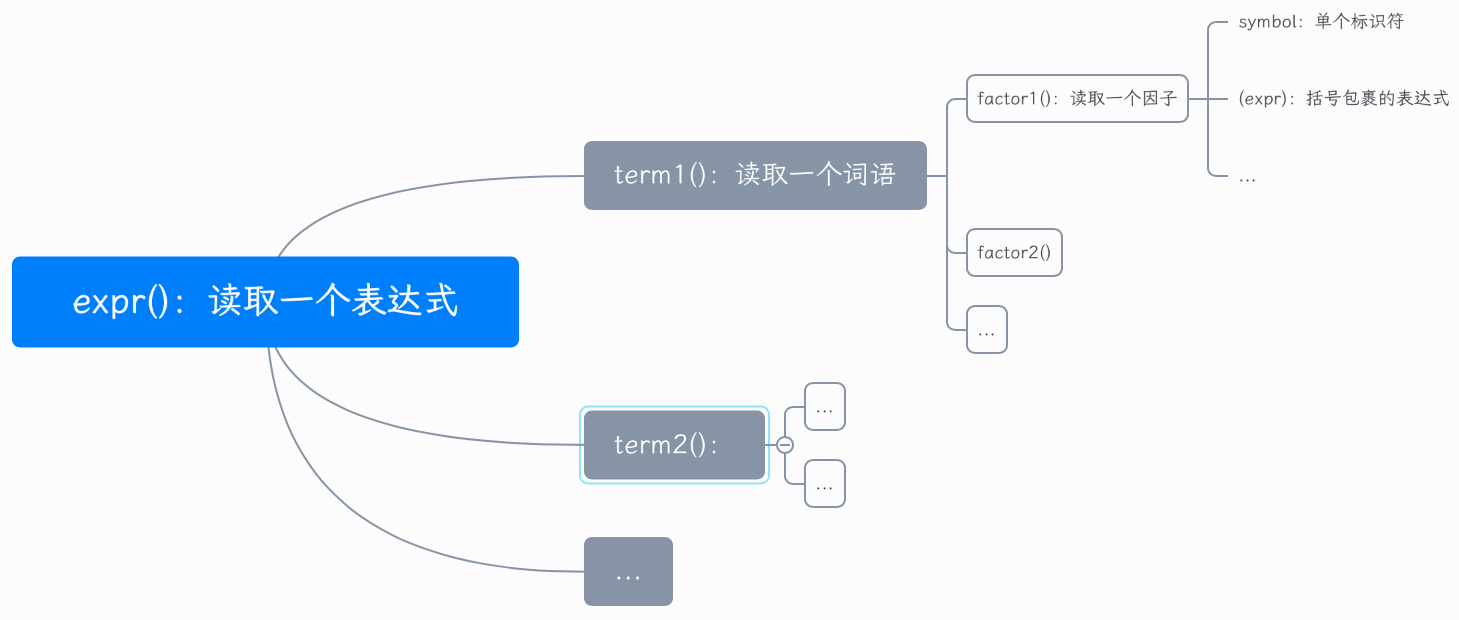 expr()：读取一个表达式
term1()：读取一个词语
factor1()：读取一个因子
symbol：单个标识符
(expr)：括号包裹的表达式
...
factor2()
...
term2()：
...
...
...